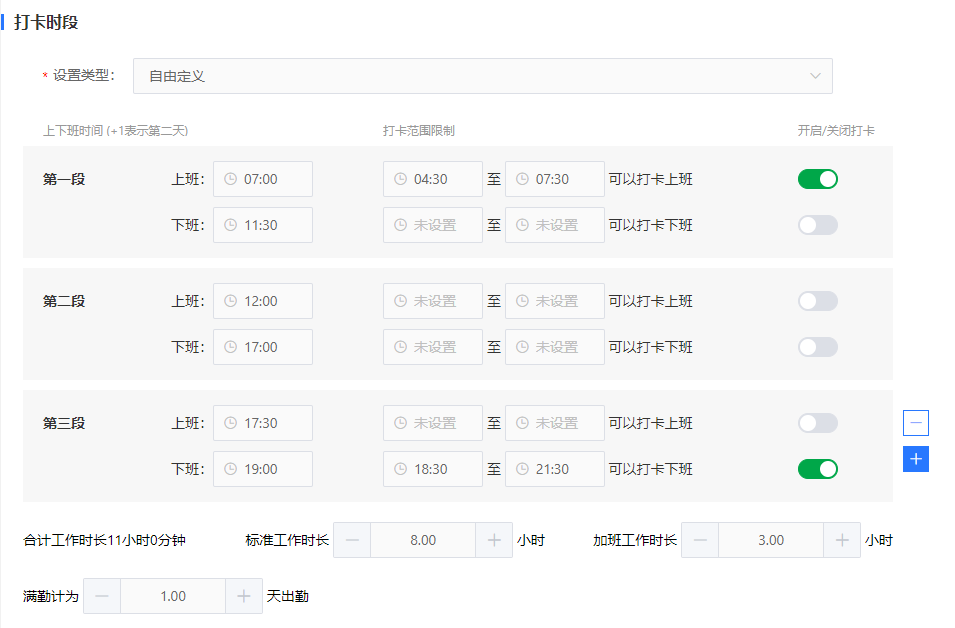 打卡时段
* 设置类型： 自由定义
上下班时间 (+1表示第二天) 打卡范围限制 开启/关闭打卡
第一段 上班： 07:00 04:30 至 07:30 可以打卡上班
下班： 11:30 未设置 至 未设置 可以打卡下班
第二段 上班： 12:00 未设置 至 未设置 可以打卡上班
下班： 17:00 未设置 至 未设置 可以打卡下班
第三段 上班： 17:30 未设置 至 未设置 可以打卡上班
下班： 19:00 18:30 至 21:30 可以打卡下班
合计工作时长11小时0分钟 标准工作时长 8.00 小时 加班工作时长 3.00 小时
满勤计为 1.00 天出勤